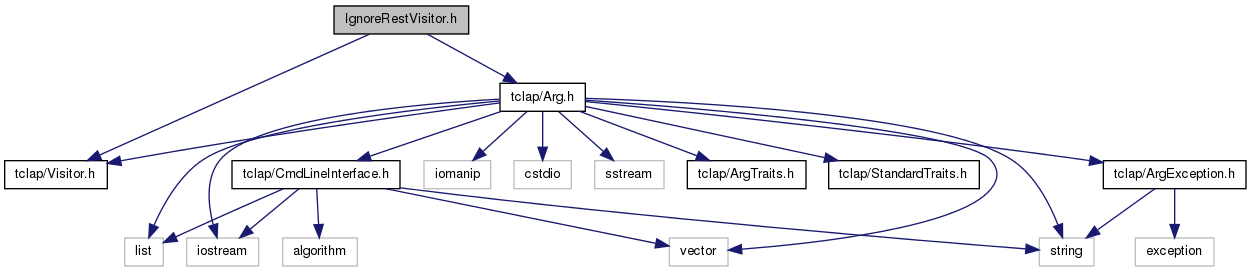 IgnoreRestVisitor.h
tclap/Arg.h
tclap/Visitor.h
tclap/CmdLineInterface.h
iomanip
cstdio
sstream
tclap/ArgTraits.h
tclap/StandardTraits.h
tclap/ArgException.h
list
iostream
algorithm
vector
string
exception